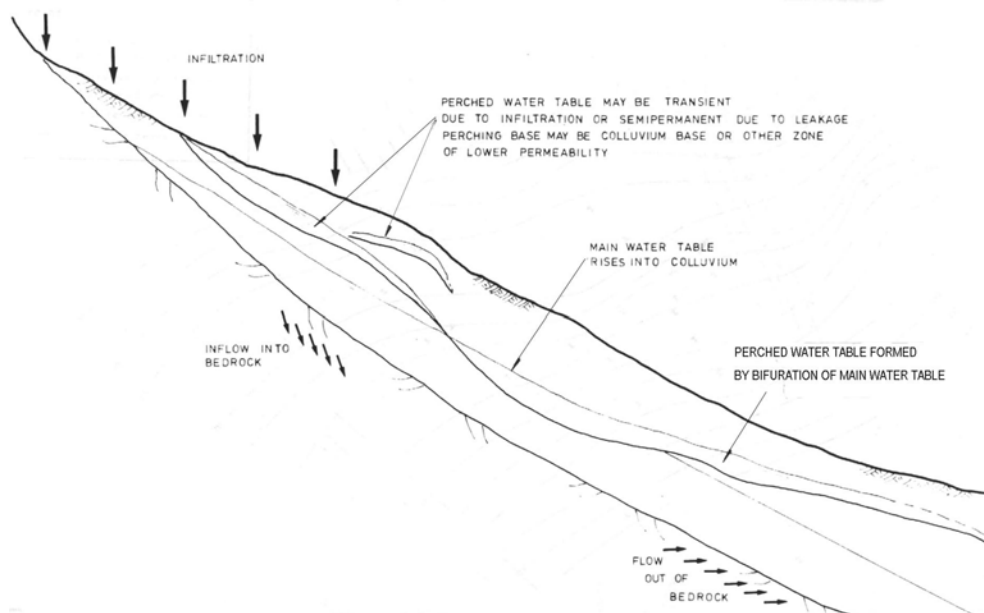 INFILTRATION
PERCHED WATER TABLE MAY BE TRANSIENT
DUE TO INFILTRATION OR SEMIPERMANENT DUE TO LEAKAGE
PERCHING BASE MAY BE COLLUVIUM BASE OR OTHER ZONE
OF LOWER PERMEABILITY
MAIN WATER TABLE
RISES INTO COLLUVIUM
INFLOW INTO
BEDROCK
PERCHED WATER TABLE FORMED
BY BIFURATION OF MAIN WATER TABLE
FLOW
OUT OF
BEDROCK